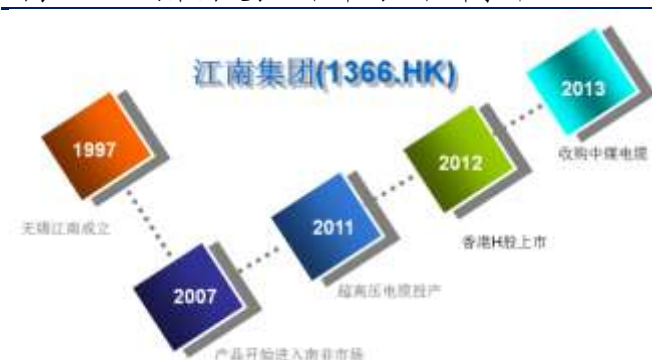 江南集团(1366.HK)
2013
收购中煤电缆
1997
2012
无锡江南成立
香港H股上市
2011
超高压电缆投产
2007
产品开始进入南非市场